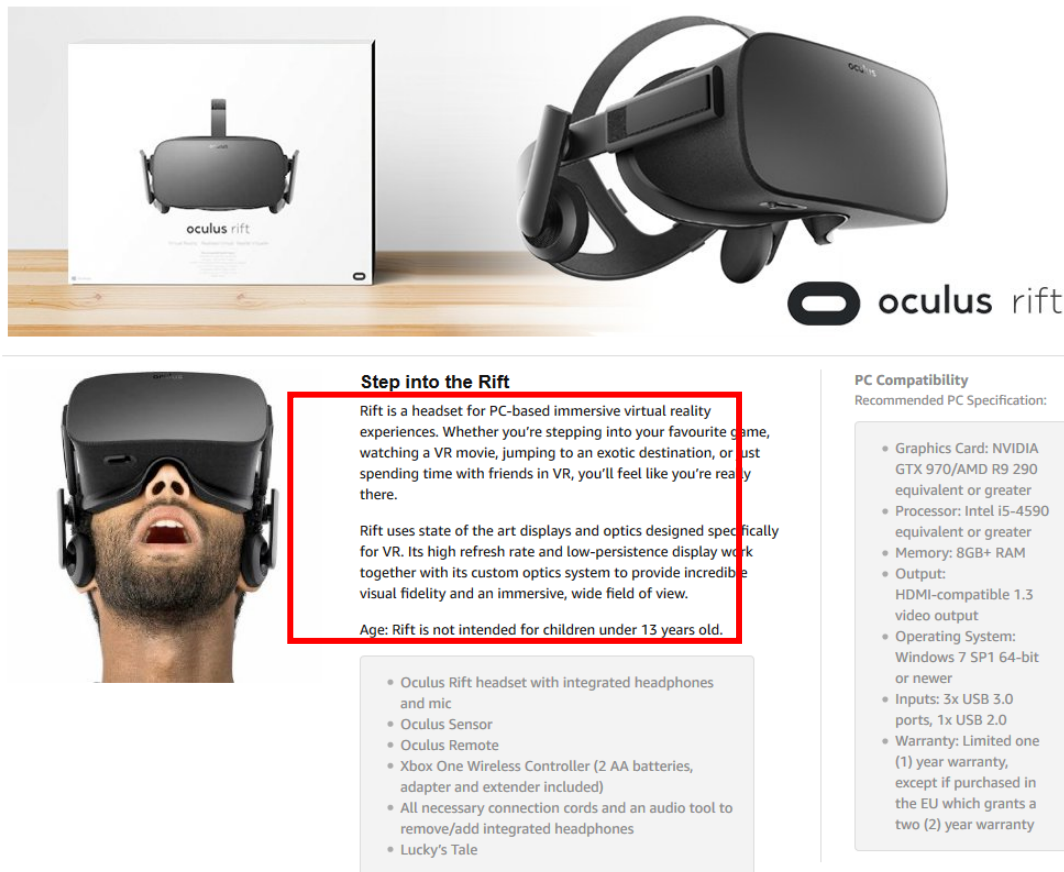 oculus
oculus rift
oculus
oculus rift
oculus
Step into the Rift
Rift is a headset for PC-based immersive virtual reality
experiences. Whether you’re stepping into your favourite game,
watching a VR movie, jumping to an exotic destination, or just
spending time with friends in VR, you’ll feel like you’re really
there.
Rift uses state of the art displays and optics designed specifically
for VR. Its high refresh rate and low-persistence display work
together with its custom optics system to provide incredible
visual fidelity and an immersive, wide field of view.
Age: Rift is not intended for children under 13 years old.
Oculus Rift headset with integrated headphones
and mic
Oculus Sensor
Oculus Remote
Xbox One Wireless Controller (2 AA batteries,
adapter and extender included)
All necessary connection cords and an audio tool to
remove/add integrated headphones
Lucky’s Tale
PC Compatibility
Recommended PC Specification:
Graphics Card: NVIDIA
GTX 970/AMD R9 290
equivalent or greater
Processor: Intel i5-4590
equivalent or greater
Memory: 8GB+ RAM
Output:
HDMI-compatible 1.3
video output
Operating System:
Windows 7 SP1 64-bit
or newer
Inputs: 3x USB 3.0
ports, 1x USB 2.0
Warranty: Limited one
(1) year warranty,
except if purchased in
the EU which grants a
two (2) year warranty